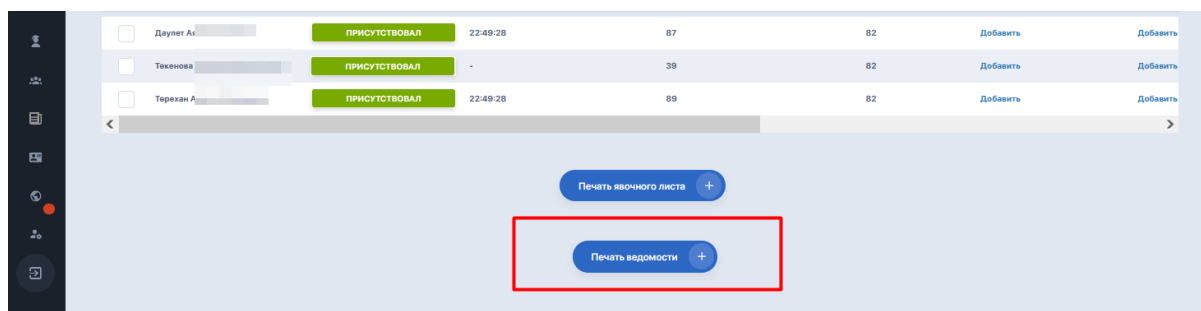 Даулет ПРИСУТСТВОВАЛ 22:49:28 87 82 Добавить Добавить
Текенова ПРИСУТСТВОВАЛ - 39 82 Добавить Добавить
Терехан А ПРИСУТСТВОВАЛ 22:49:28 89 82 Добавить Добавить
Печать явочного листа +
Печать ведомости +